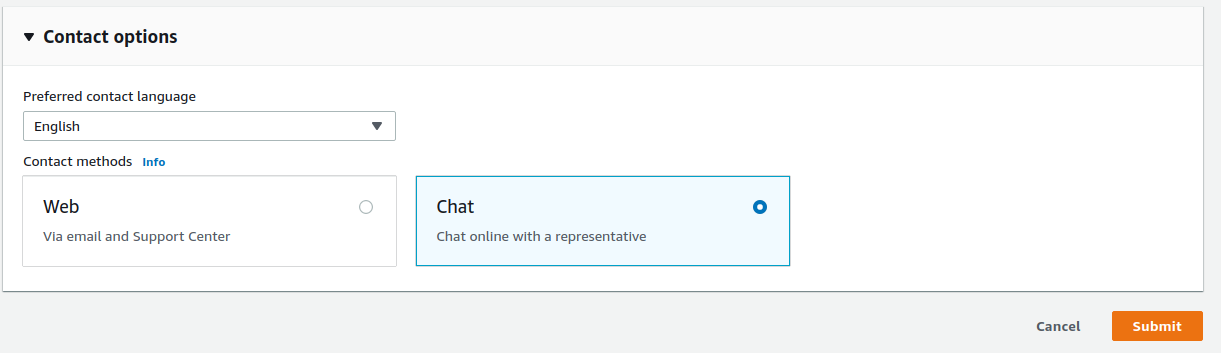 Contact options
Preferred contact language
English
Contact methods Info
Web
Via email and Support Center
Chat
Chat online with a representative
Cancel
Submit